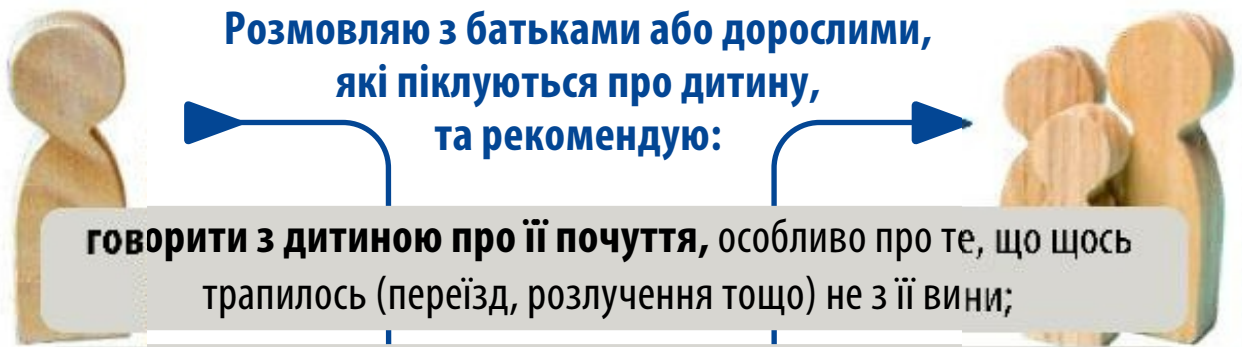 Розмовляю з батьками або дорослими,
які піклуються про дитину,
та рекомендую:
говорити з дитиною про її почуття, особливо про те, що щось
трапилось (переїзд, розлучення тощо) не з її вини;